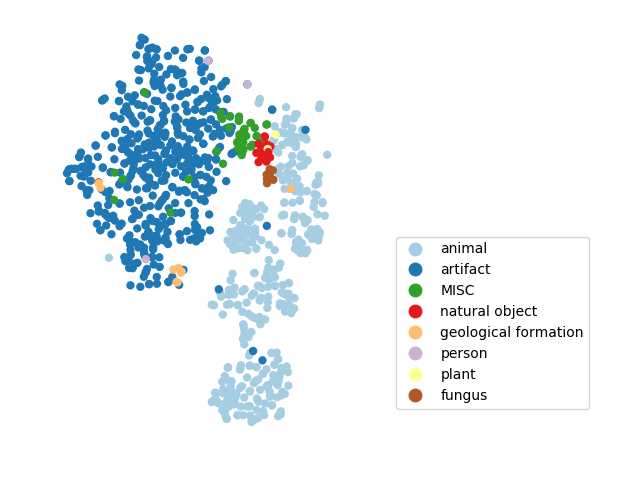 animal
artifact
MISC
natural object
geological formation
person
plant
fungus